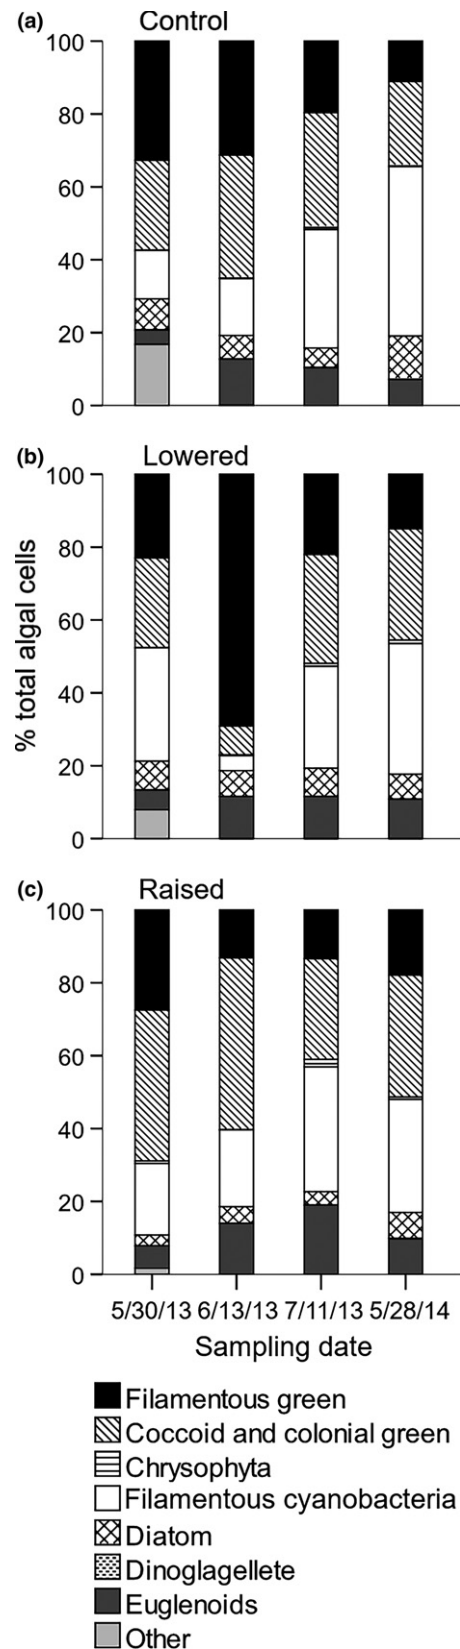 (a) Control
100
80
60
40
20
0
(b) Lowered
100
80
60
40
20
0
% total algal cells
(c) Raised
100
80
60
40
20
0
5/30/13 6/13/13 7/11/13 5/28/14
Sampling date
Filamentous green
Coccoid and colonial green
Chrysophyta
Filamentous cyanobacteria
Diatom
Dinoglagellete
Euglenoids
Other